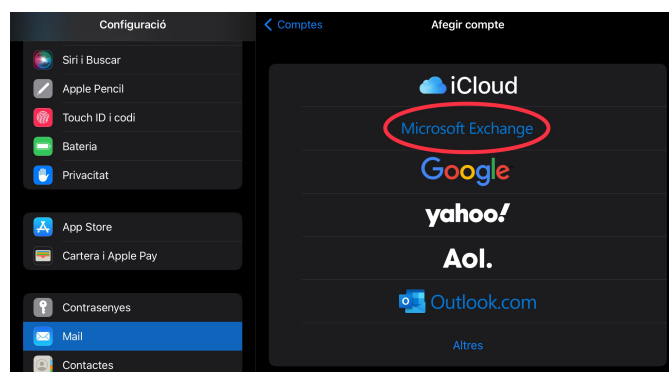 Configuració
Siri i Buscar
Apple Pencil
Touch ID i codi
Bateria
Privacitat
App Store
Cartera i Apple Pay
Contrasenyes
Mail
Contactes
Comptes
Afegir compte
iCloud
Microsoft Exchange
Google
yahoo!
Aol.
Outlook.com
Altres